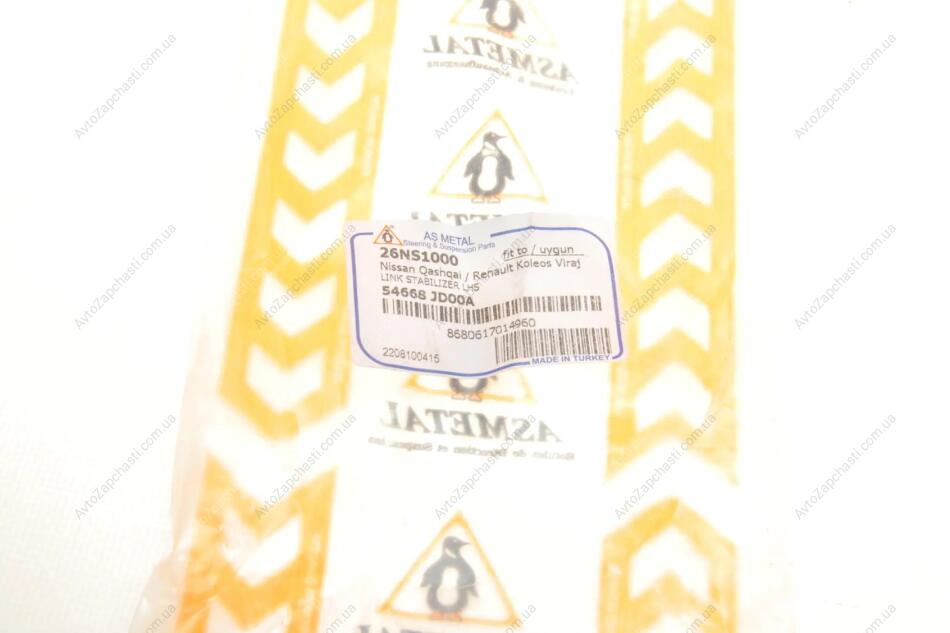 ASMETAL
AS METAL
Steering & Suspension Parts
26NS1000
fit to / uygun
Nissan Qashqai / Renault Koleos Viraj
LINK STABILIZER LHS
54668 JD00A
8680617014960
2208100415
MADE IN TURKEY
ASMETAL
AvtoZapchasti.com.ua